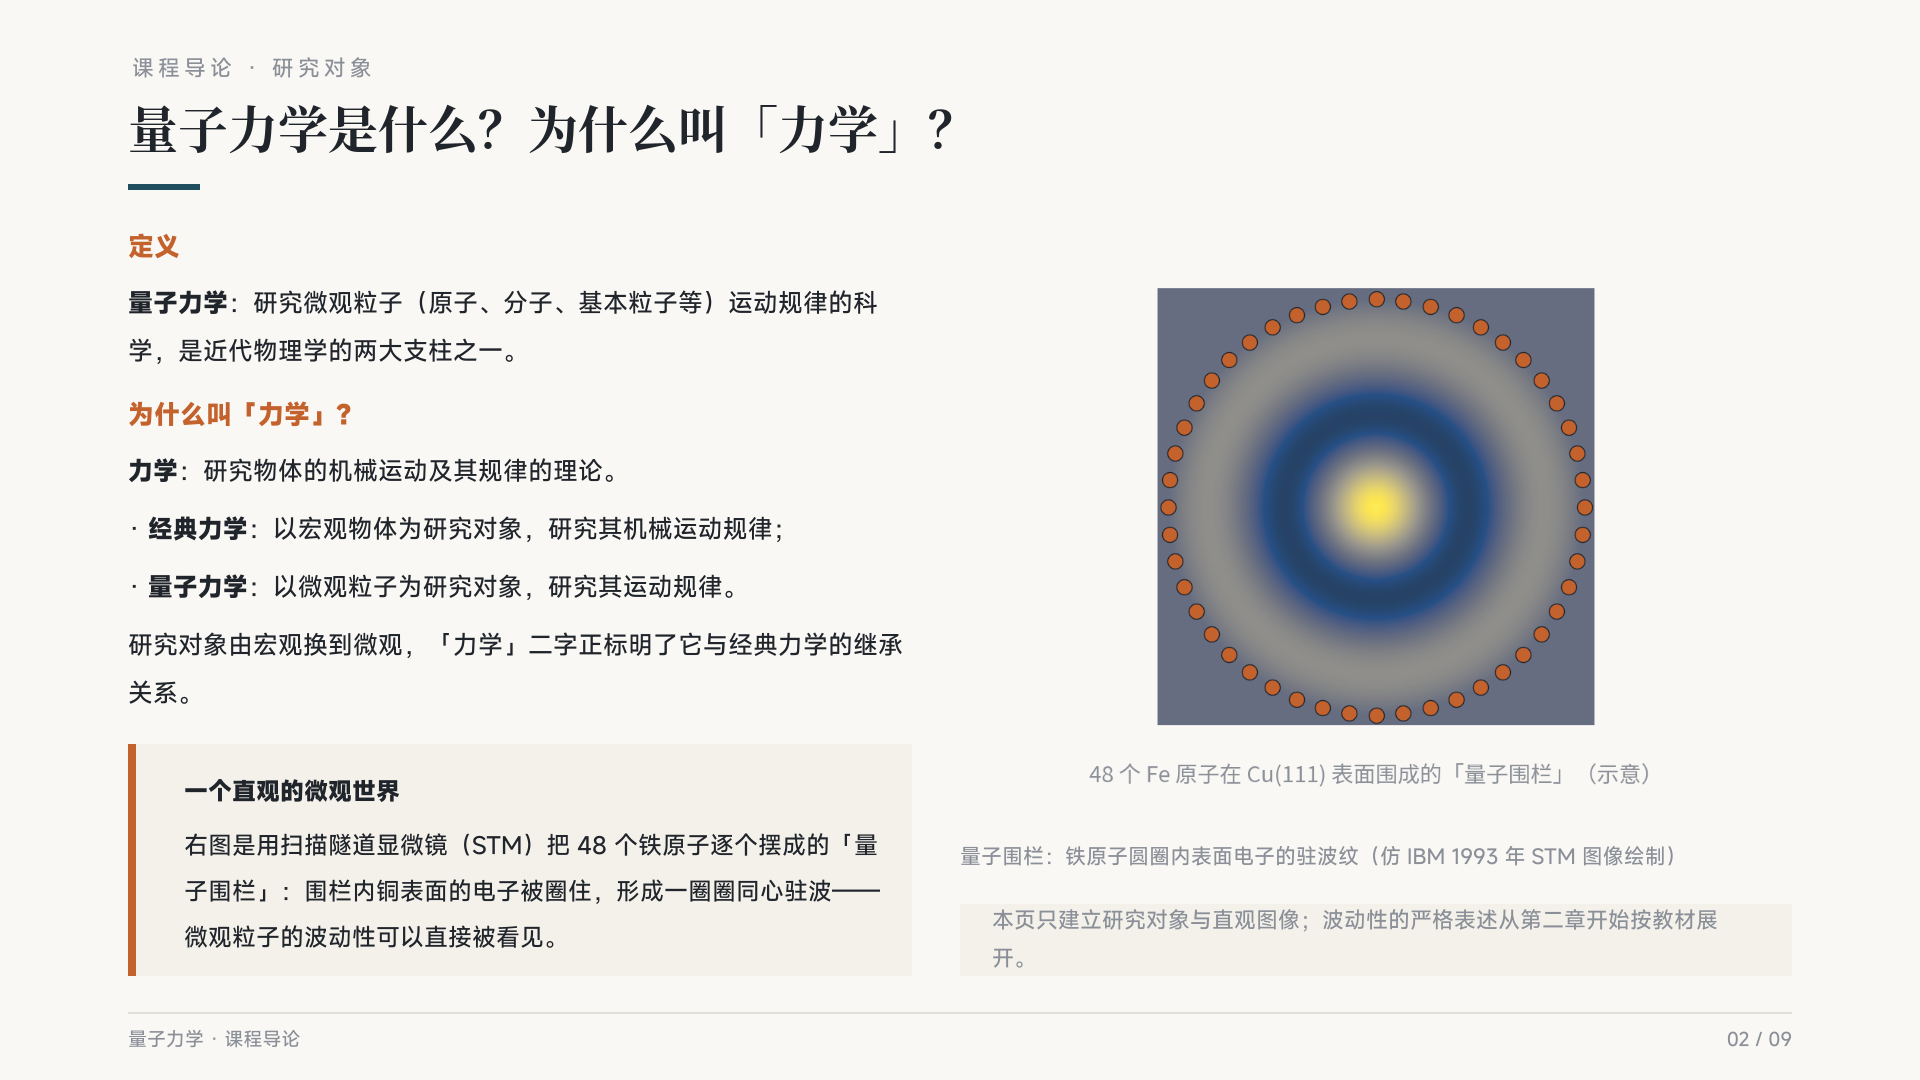 课程导论 · 研究对象
量子力学是什么？为什么叫「力学」？
定义
量子力学：研究微观粒子（原子、分子、基本粒子等）运动规律的科
学，是近代物理学的两大支柱之一。
为什么叫「力学」？
力学：研究物体的机械运动及其规律的理论。
· 经典力学：以宏观物体为研究对象，研究其机械运动规律；
· 量子力学：以微观粒子为研究对象，研究其运动规律。
研究对象由宏观换到微观，「力学」二字正标明了它与经典力学的继承
关系。
一个直观的微观世界
右图是用扫描隧道显微镜（STM）把 48 个铁原子逐个摆成的「量
子围栏」：围栏内铜表面的电子被圈住，形成一圈圈同心驻波——
微观粒子的波动性可以直接被看见。
48 个 Fe 原子在 Cu(111) 表面围成的「量子围栏」（示意）
量子围栏：铁原子圆圈内表面电子的驻波纹（仿 IBM 1993 年 STM 图像绘制）
本页只建立研究对象与直观图像；波动性的严格表述从第二章开始按教材展
开。
量子力学 · 课程导论
02 / 09